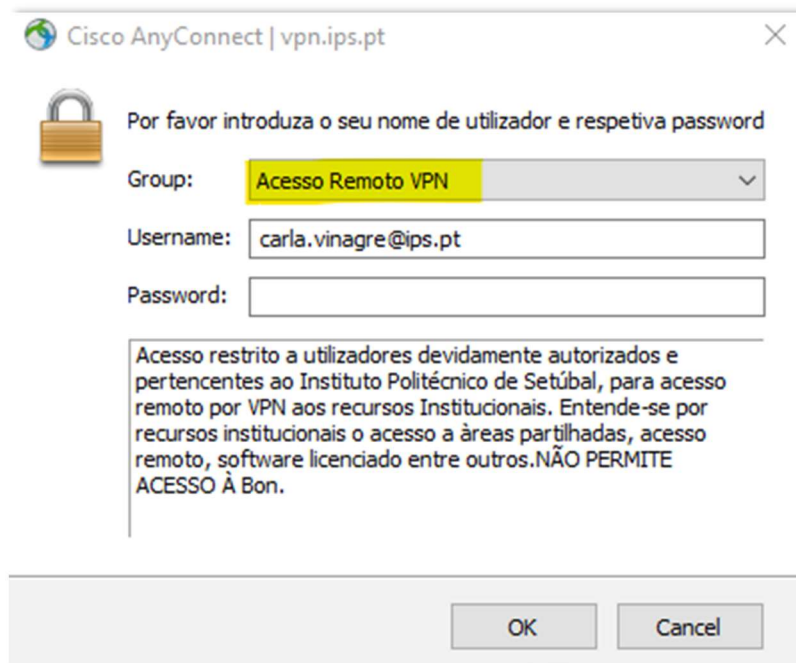 Cisco AnyConnect | vpn.ips.pt
Por favor introduza o seu nome de utilizador e respetiva password
Group: Acesso Remoto VPN
Username: carla.vinagre@ips.pt
Password:
Acesso restrito a utilizadores devidamente autorizados e
pertencentes ao Instituto Politécnico de Setúbal, para acesso
remoto por VPN aos recursos Institucionais. Entende-se por
recursos institucionais o acesso a àreas partilhadas, acesso
remoto, software licenciado entre outros.NÃO PERMITE
ACESSO À Bon.
OK Cancel